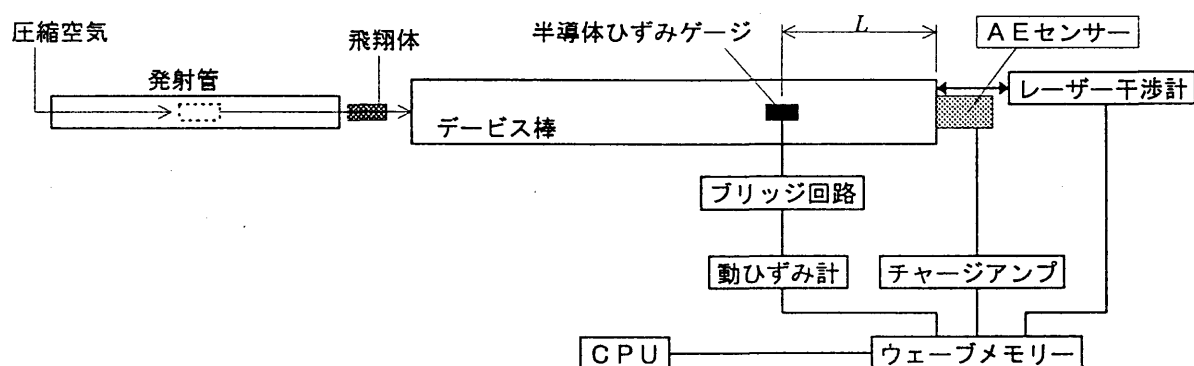 圧縮空気
飛翔体
発射管
半導体ひずみゲージ
L
AEセンサー
レーザー干渉計
デービス棒
ブリッジ回路
動ひずみ計
チャージアンプ
CPU
ウェーブメモリー